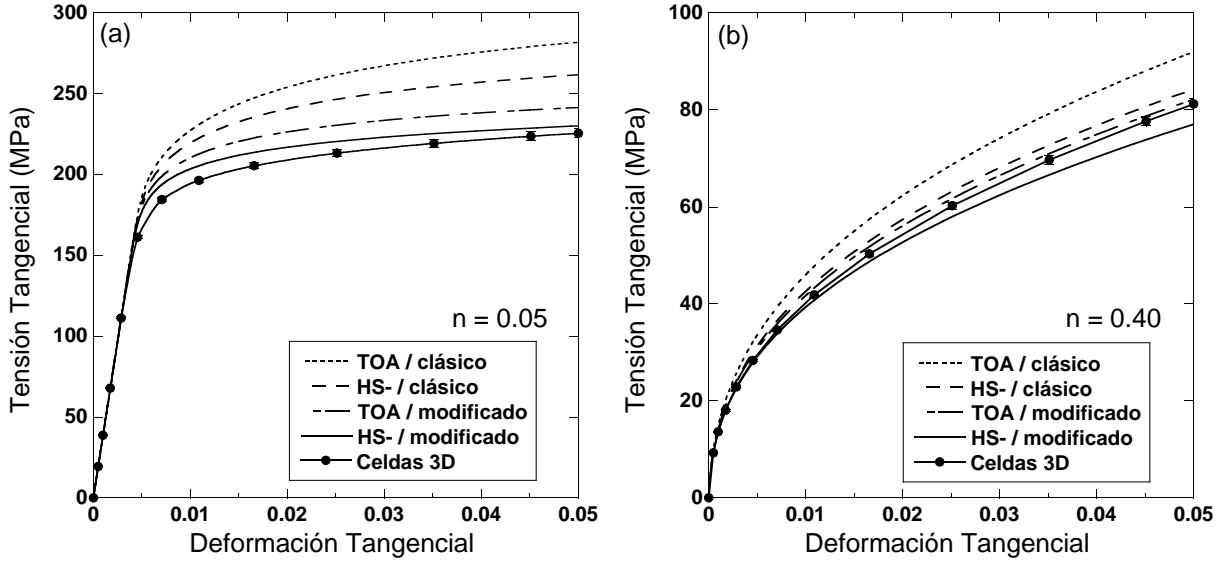 (a)
300
250
200
150
100
50
0
Tensión Tangencial (MPa)
n = 0.05
TOA / clásico
HS- / clásico
TOA / modificado
HS- / modificado
Celdas 3D
0 0.01 0.02 0.03 0.04 0.05
Deformación Tangencial
(b)
100
80
60
40
20
0
Tensión Tangencial (MPa)
n = 0.40
TOA / clásico
HS- / clásico
TOA / modificado
HS- / modificado
Celdas 3D
0 0.01 0.02 0.03 0.04 0.05
Deformación Tangencial